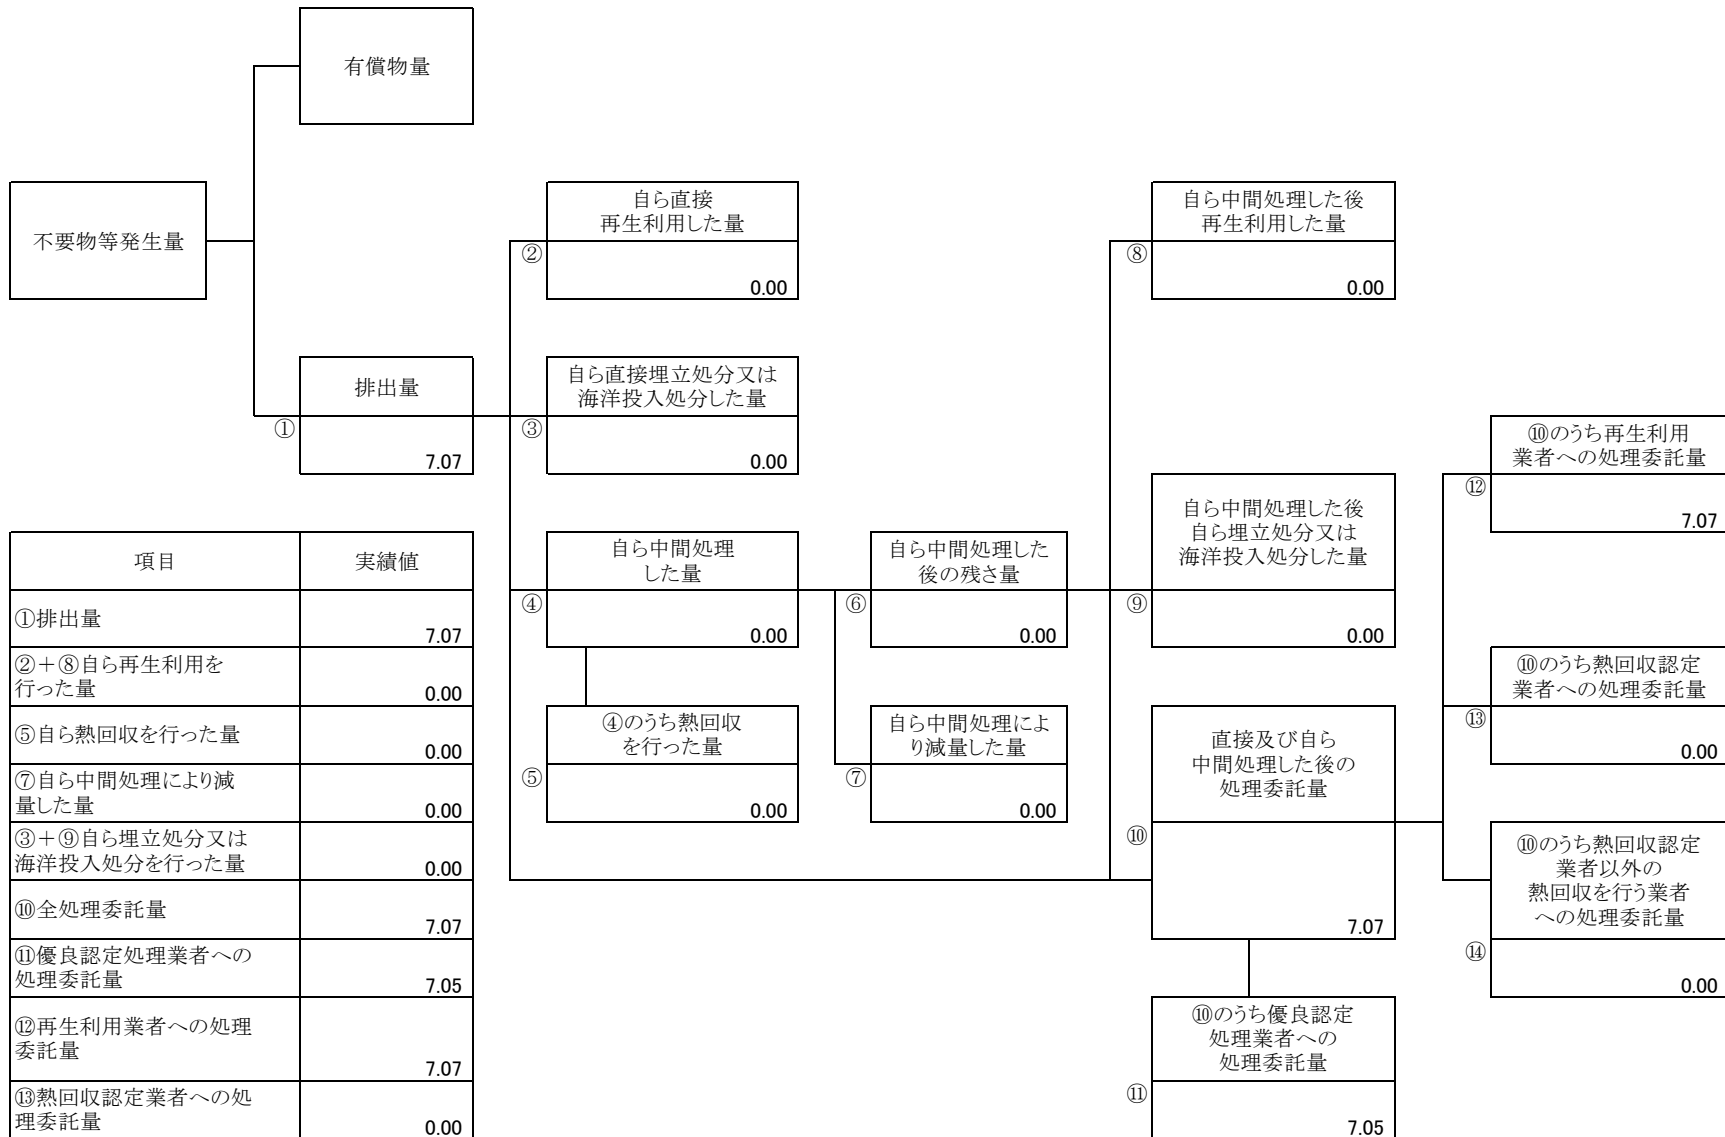 有償物量
不要物等発生量
自ら直接
再生利用した量
②
0.00
自ら中間処理した後
再生利用した量
⑧
0.00
排出量
①
7.07
自ら直接埋立処分又は
海洋投入処分した量
③
0.00
⑩のうち再生利用
業者への処理委託量
⑫
7.07
自ら中間処理
した量
④
0.00
自ら中間処理した
後の残さ量
⑥
0.00
自ら中間処理した後
自ら埋立処分又は
海洋投入処分した量
⑨
0.00
⑩のうち熱回収認定
業者への処理委託量
⑬
0.00
④のうち熱回収
を行った量
⑤
0.00
自ら中間処理によ
り減量した量
⑦
0.00
直接及び自ら
中間処理した後の
処理委託量
⑩
7.07
⑩のうち熱回収認定
業者以外の
熱回収を行う業者
への処理委託量
⑭
0.00
⑩のうち優良認定
処理業者への
処理委託量
⑪
7.05
項目 実績値
①排出量
7.07
②+⑧自ら再生利用を
行った量
0.00
⑤自ら熱回収を行った量
0.00
⑦自ら中間処理により減
量した量
0.00
③+⑨自ら埋立処分又は
海洋投入処分を行った量
0.00
⑩全処理委託量
7.07
⑪優良認定処理業者への
処理委託量
7.05
⑫再生利用業者への処理
委託量
7.07
⑬熱回収認定業者への処
理委託量
0.00